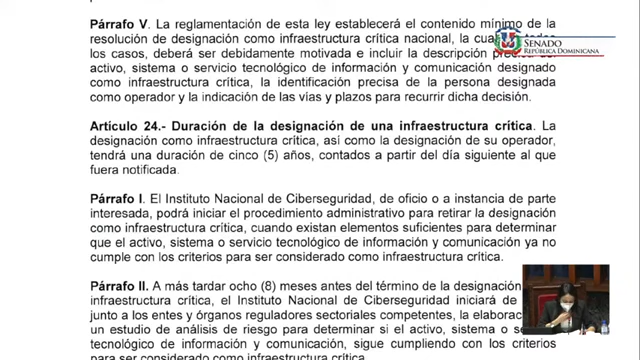 Párrafo V. La reglamentación de esta ley establecerá el contenido mínimo de la
resolución de designación como infraestructura crítica nacional, la
los casos, deberá ser debidamente motivada e incluir la descripción
activo, sistema o servicio tecnológico de información y comunicación designado
como infraestructura crítica, la identificación precisa de la persona designada
como operador y la indicación de las vías y plazos para recurrir dicha decisión.
SENADO
REPÚBLICA DOMINICANA
Artículo 24.- Duración de la designación de una infraestructura crítica. La
designación como infraestructura crítica, así como la designación de su operador,
tendrá una duración de cinco (5) años, contados a partir del día siguiente al que
fuera notificada.
Párrafo I. El Instituto Nacional de Ciberseguridad, de oficio o a instancia de parte
interesada, podrá iniciar el procedimiento administrativo para retirar la designación
como infraestructura crítica, cuando existan elementos suficientes para determinar
que el activo, sistema o servicio tecnológico de información y comunicación ya no
cumple con los criterios para ser considerado como infraestructura crítica.
Párrafo II. A más tardar ocho (8) meses antes del término de la designación
infraestructura crítica, el Instituto Nacional de Ciberseguridad iniciará de
junto a los entes y órganos reguladores sectoriales competentes, la
un estudio de análisis de riesgo para determinar si el activo, sistema o
tecnológico de información y comunicación, sigue cumpliendo con los criterios
para ser considerado como infraestructura crítica.